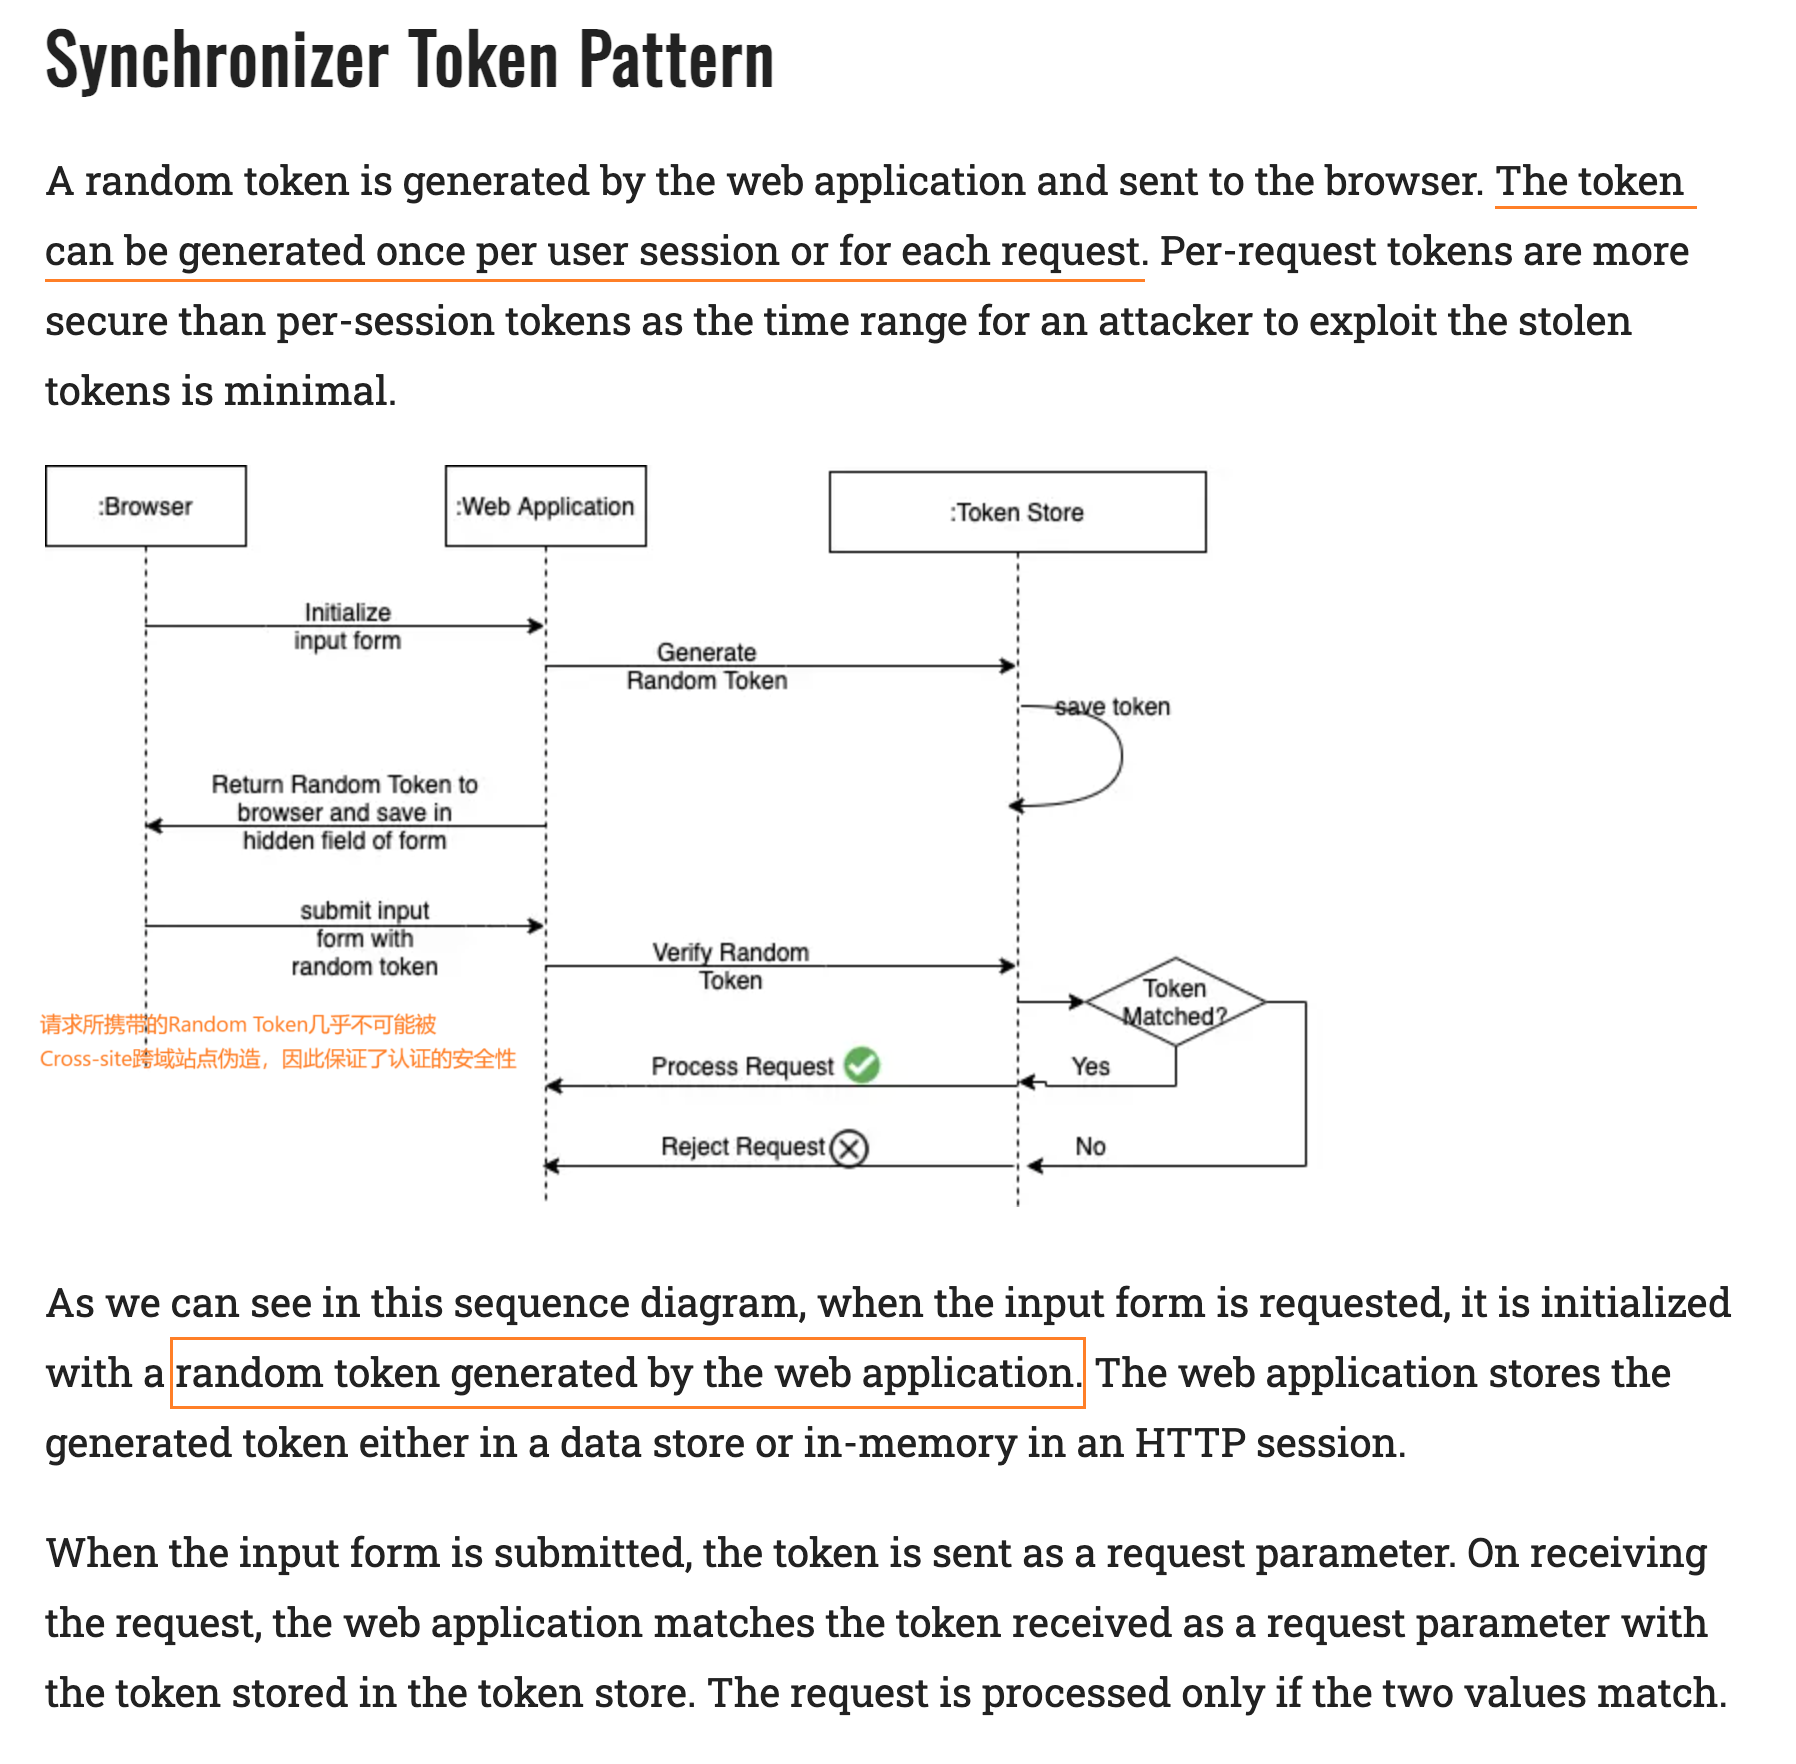 Synchronizer Token Pattern
A random token is generated by the web application and sent to the browser. The token
can be generated once per user session or for each request. Per-request tokens are more
secure than per-session tokens as the time range for an attacker to exploit the stolen
tokens is minimal.
:Browser
:Web Application
:Token Store
Initialize
input form
Generate
Random Token
save token
Return Random Token to
browser and save in
hidden field of form
submit input
form with
random token
Verify Random
Token
Token
Matched?
请求所携带的Random Token几乎不可能被
Cross-site跨域站点伪造，因此保证了认证的安全性
Process Request
Yes
Reject Request
No
As we can see in this sequence diagram, when the input form is requested, it is initialized
with a random token generated by the web application. The web application stores the
generated token either in a data store or in-memory in an HTTP session.
When the input form is submitted, the token is sent as a request parameter. On receiving
the request, the web application matches the token received as a request parameter with
the token stored in the token store. The request is processed only if the two values match.